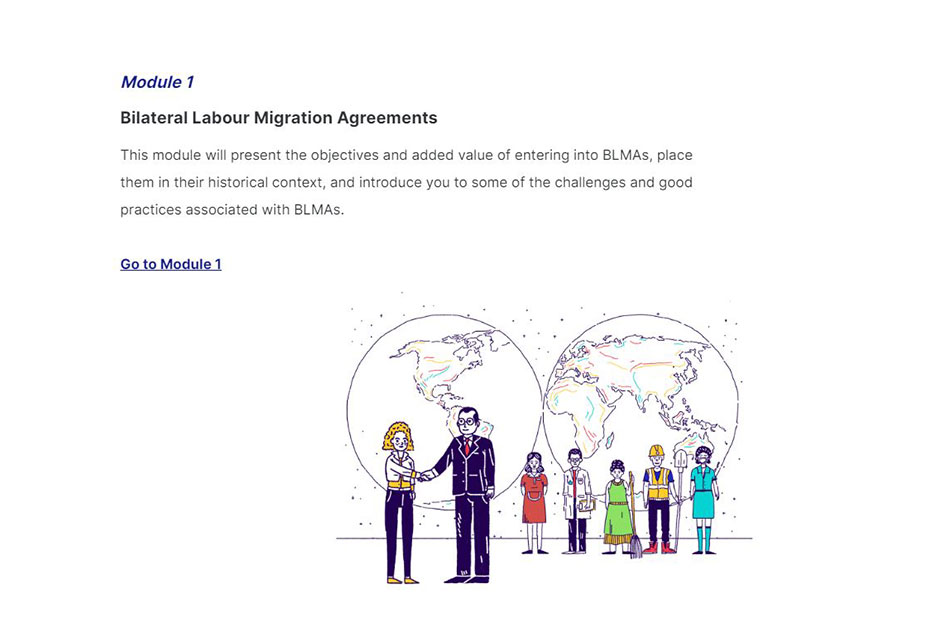 Module 1
Bilateral Labour Migration Agreements
This module will present the objectives and added value of entering into BLMAs, place
them in their historical context, and introduce you to some of the challenges and good
practices associated with BLMAs.
Go to Module 1